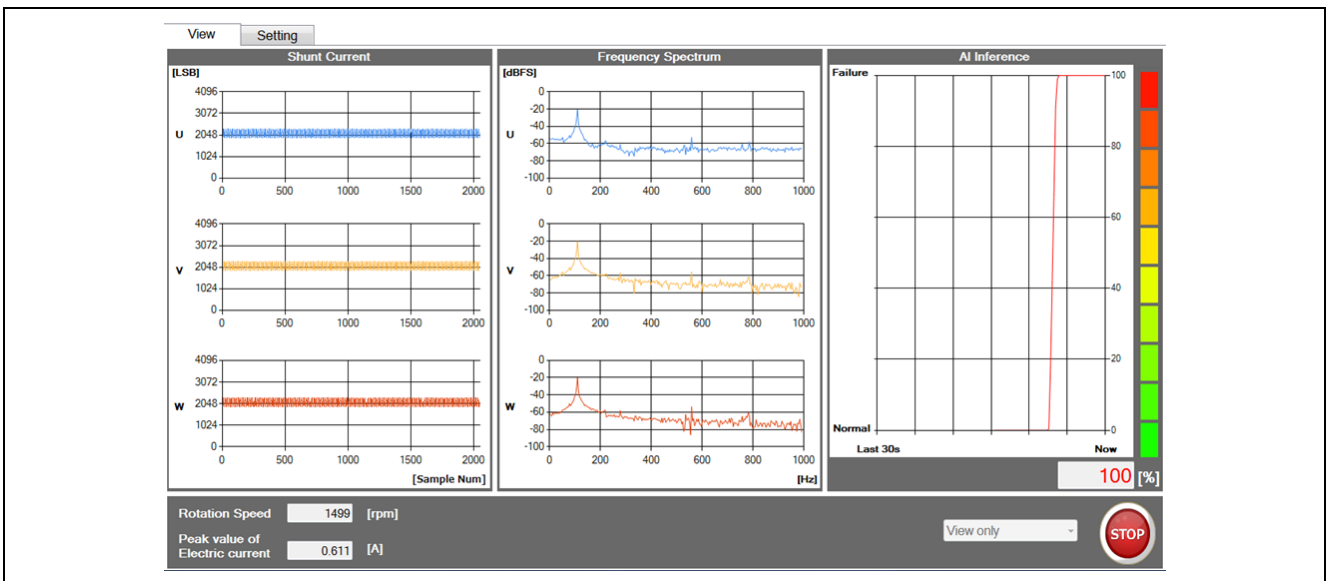 View Setting
Shunt Current
[LSB]
U
4096
3072
2048
1024
0
0 500 1000 1500 2000
V
4096
3072
2048
1024
0
0 500 1000 1500 2000
W
4096
3072
2048
1024
0
0 500 1000 1500 2000
[Sample Num]
Frequency Spectrum
[dBFS]
U
0
-20
-40
-60
-80
-100
0 200 400 600 800 1000
V
0
-20
-40
-60
-80
-100
0 200 400 600 800 1000
W
0
-20
-40
-60
-80
-100
0 200 400 600 800 1000
[Hz]
AI Inference
Failure
100
80
60
40
20
Normal
0
Last 30s Now
100 [%]
Rotation Speed 1499 [rpm]
Peak value of
Electric current 0.611 [A]
View only
STOP